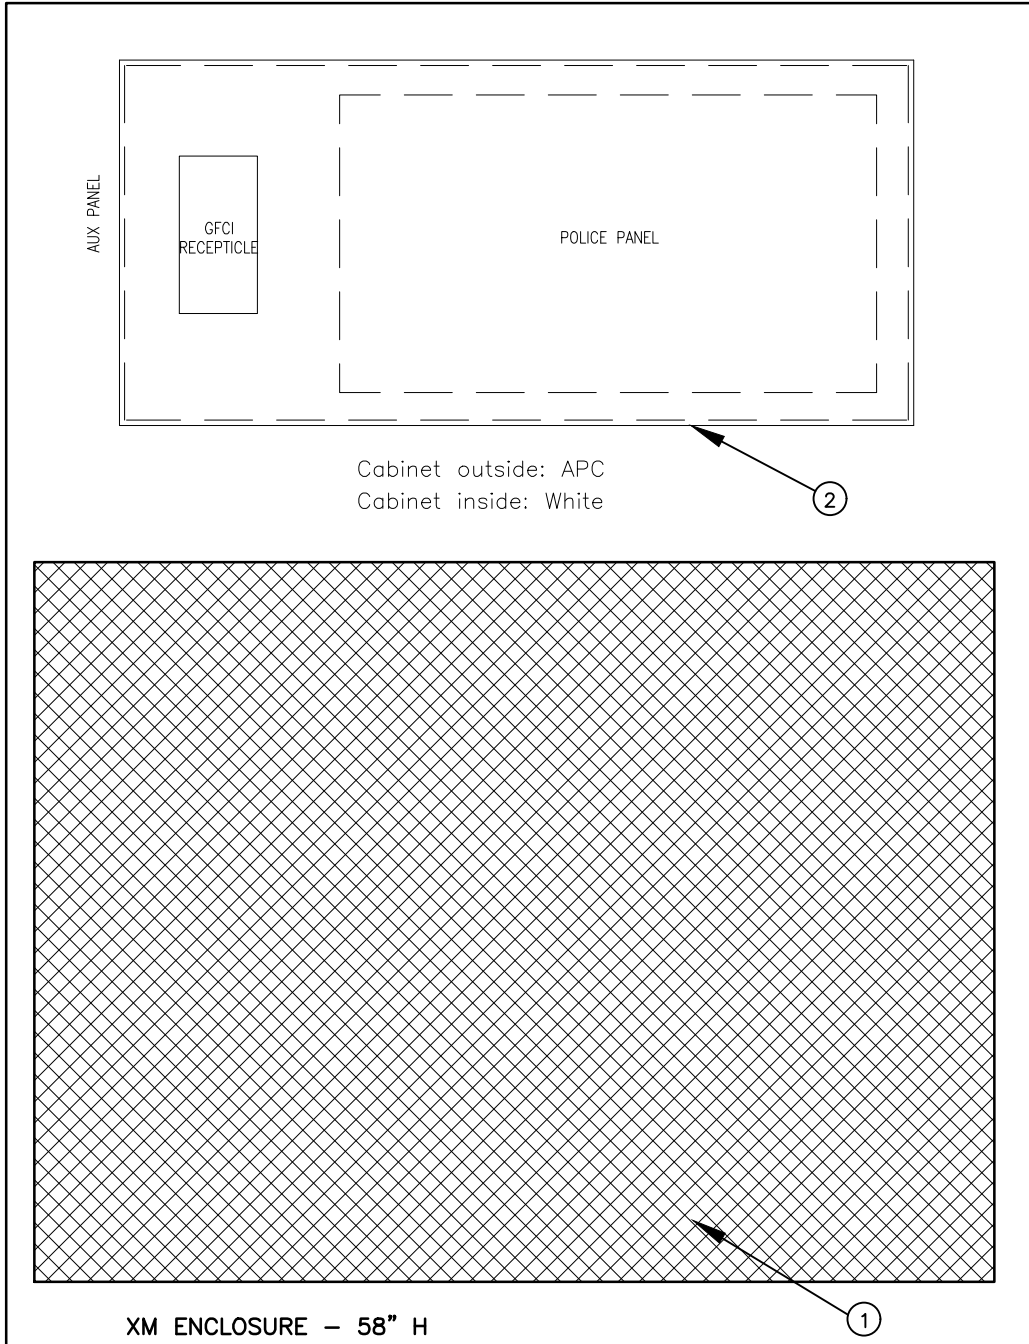 AUX PANEL
GFCI
RECEPTICLE
POLICE PANEL
Cabinet outside: APC
Cabinet inside: White
2
1
XM ENCLOSURE – 58" H